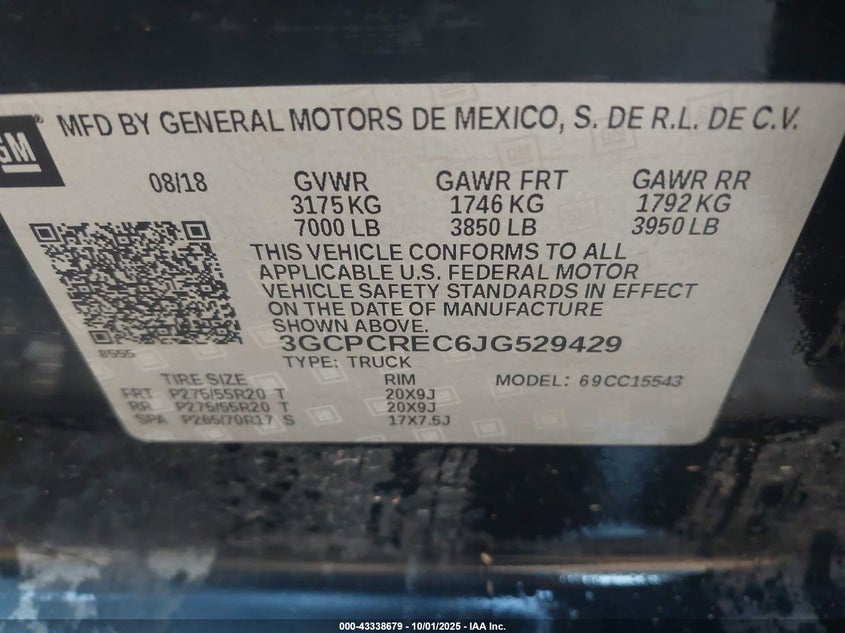 GM® MFD BY GENERAL MOTORS DE MEXICO, S. DE R.L. DE C.V.
08/18 GVWR GAWR FRT GAWR RR
3175 KG 1746 KG 1792 KG
7000 LB 3850 LB 3950 LB
THIS VEHICLE CONFORMS TO ALL
APPLICABLE U.S. FEDERAL MOTOR
VEHICLE SAFETY STANDARDS IN EFFECT
ON THE DATE OF MANUFACTURE
SHOWN ABOVE.
3GCPCREC6JG529429
8555 TYPE: TRUCK
TIRE SIZE RIM MODEL: 69CC15543
FRT P275/55R20 T 20X9J
RR P275/55R20 T 20X9J
SPA P265/70R17 S 17X7.5J
000-43338679 - 10/01/2025 - IAA Inc.